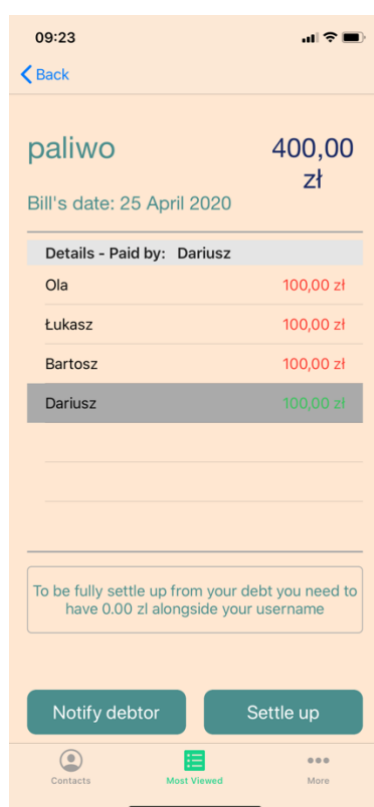 09:23
Back
paliwo 400,00 zł
Bill's date: 25 April 2020
Details - Paid by: Dariusz
Ola 100,00 zł
Łukasz 100,00 zł
Bartosz 100,00 zł
Dariusz 100,00 zł
To be fully settle up from your debt you need to
have 0.00 zl alongside your username
Notify debtor Settle up
Contacts Most Viewed More